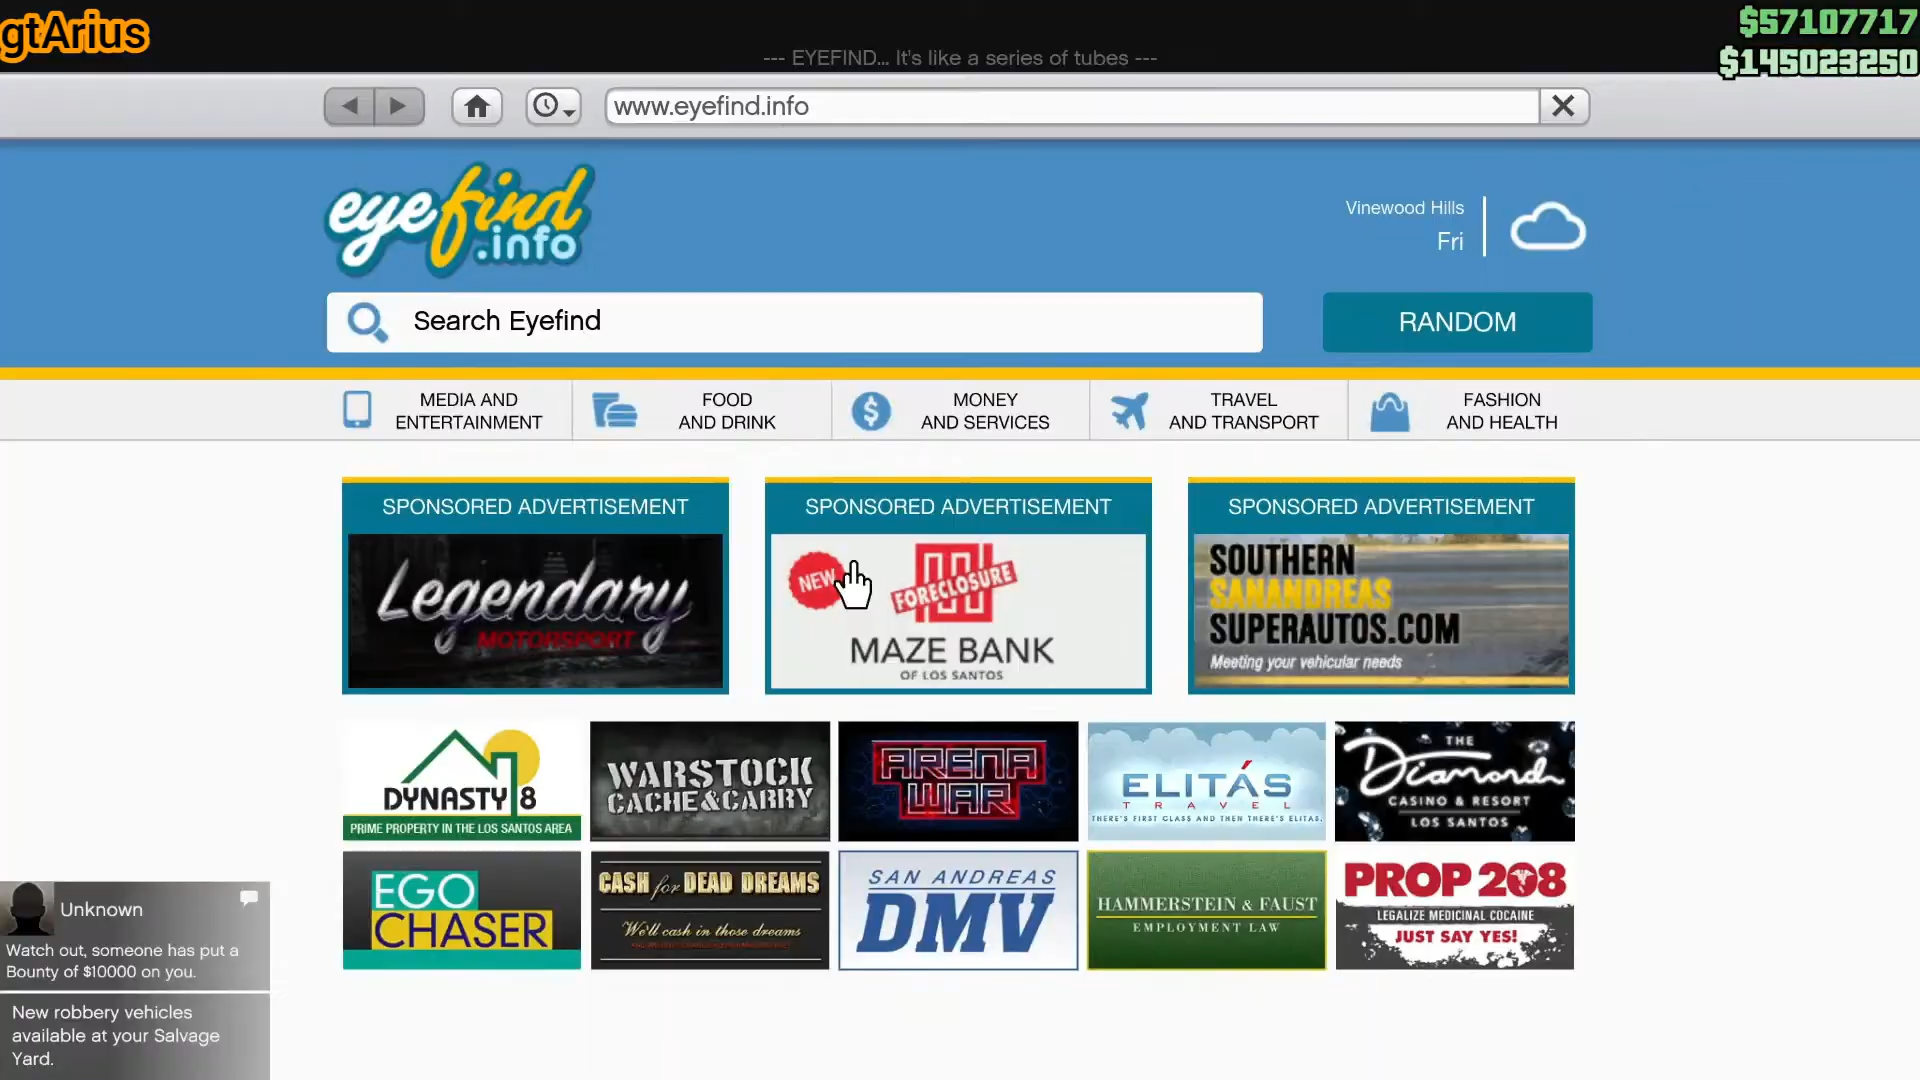 gtArius
$57107717
--- EYEFIND... It's like a series of tubes ---
$145023250
www.eyefind.info
eyefind
.info
Vinewood Hills
Fri
Search Eyefind
RANDOM
MEDIA AND
ENTERTAINMENT
FOOD
AND DRINK
MONEY
AND SERVICES
TRAVEL
AND TRANSPORT
FASHION
AND HEALTH
SPONSORED ADVERTISEMENT
Legendary
MOTORSPORT
SPONSORED ADVERTISEMENT
NEW
FORECLOSURE
MAZE BANK
OF LOS SANTOS
SPONSORED ADVERTISEMENT
SOUTHERN
SANANDREAS
SUPERAUTOS.COM
Meeting your vehicular needs
DYNASTY 8
PRIME PROPERTY IN THE LOS SANTOS AREA
WARSTOCK
CACHE&CARRY
ARENA
WAR
ELITÁS
TRAVEL
THERE'S FIRST CLASS AND THEN THERE'S ELITAS.
THE
Diamond
CASINO & RESORT
LOS SANTOS
EGO
CHASER
CASH for DEAD DREAMS
We'll cash in those dreams
SAN ANDREAS
DMV
HAMMERSTEIN & FAUST
EMPLOYMENT LAW
PROP 208
LEGALIZE MEDICINAL COCAINE
JUST SAY YES!
Unknown
Watch out, someone has put a
Bounty of $10000 on you.
New robbery vehicles
available at your Salvage
Yard.